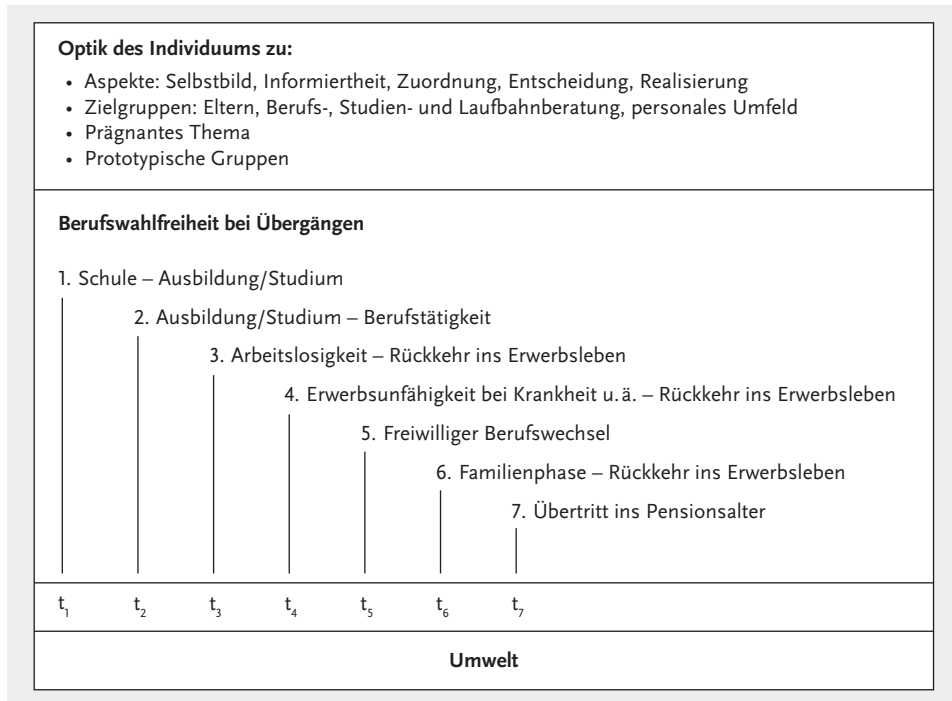 Optik des Individuums zu:
• Aspekte: Selbstbild, Informiertheit, Zuordnung, Entscheidung, Realisierung
• Zielgruppen: Eltern, Berufs-, Studien- und Laufbahnberatung, personales Umfeld
• Prägnantes Thema
• Prototypische Gruppen
Berufswahlfreiheit bei Übergängen
1. Schule – Ausbildung/Studium
2. Ausbildung/Studium – Berufstätigkeit
3. Arbeitslosigkeit – Rückkehr ins Erwerbsleben
4. Erwerbsunfähigkeit bei Krankheit u. ä. – Rückkehr ins Erwerbsleben
5. Freiwilliger Berufswechsel
6. Familienphase – Rückkehr ins Erwerbsleben
7. Übertritt ins Pensionsalter
t₁ t₂ t₃ t₄ t₅ t₆ t₇
Umwelt